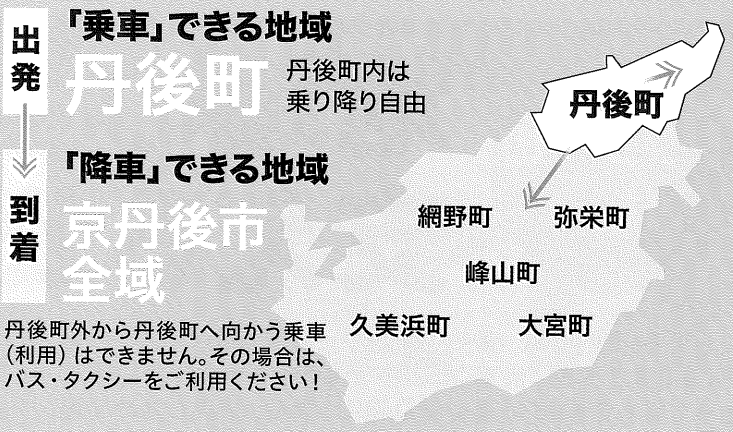 出発
「乗車」できる地域
丹後町
丹後町内は
乗り降り自由
到着
「降車」できる地域
京丹後市
全域
丹後町外から丹後町へ向かう乗車
（利用）はできません。その場合は、
バス・タクシーをご利用ください！
丹後町
網野町
弥栄町
峰山町
久美浜町
大宮町